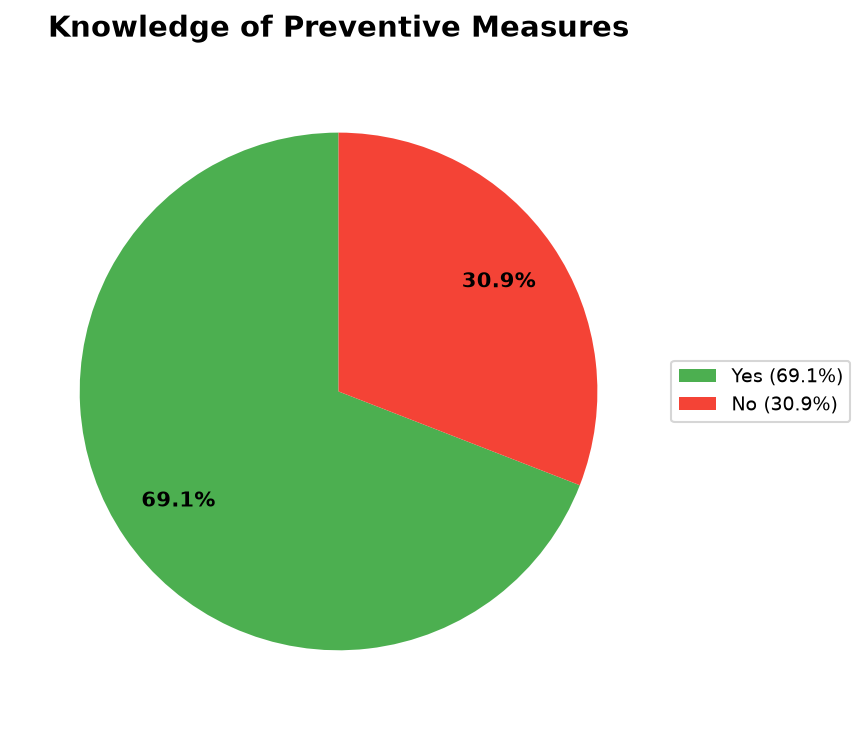 Knowledge of Preventive Measures
30.9%
69.1%
Yes (69.1%)
No (30.9%)